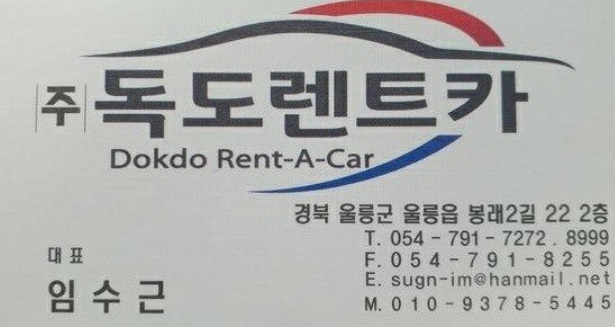 주 독도렌트카
Dokdo Rent-A-Car
경북 울릉군 울릉읍 봉래2길 22 2층
T. 054 - 791 - 7272 . 8999
F. 054 - 791 - 8255
E. sugn-im@hanmail.net
M. 010 - 9378 - 5445
대표
임수근